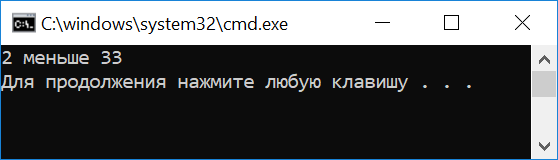 C:\windows\system32\cmd.exe
2 меньше 33
Для продолжения нажмите любую клавишу . . .